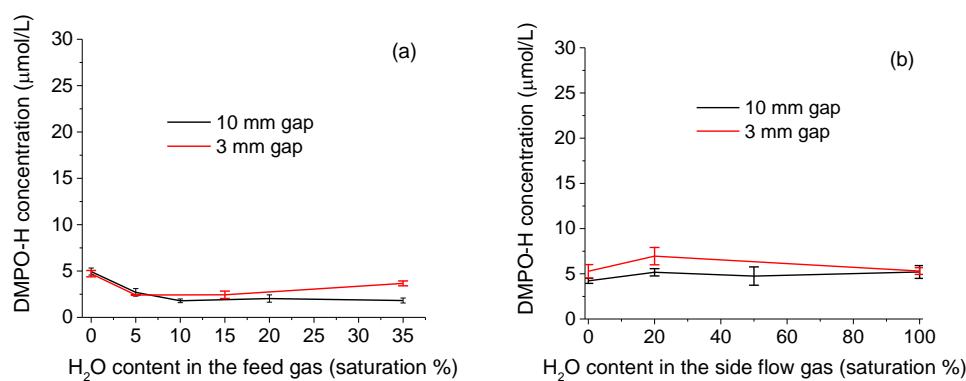 (a)
DMPO-H concentration (μmol/L)
30
25
20
15
10
5
0
10 mm gap
3 mm gap
0 5 10 15 20 25 30 35
H₂O content in the feed gas (saturation %)
(b)
DMPO-H concentration (μmol/L)
30
25
20
15
10
5
0
10 mm gap
3 mm gap
0 20 40 60 80 100
H₂O content in the side flow gas (saturation %)